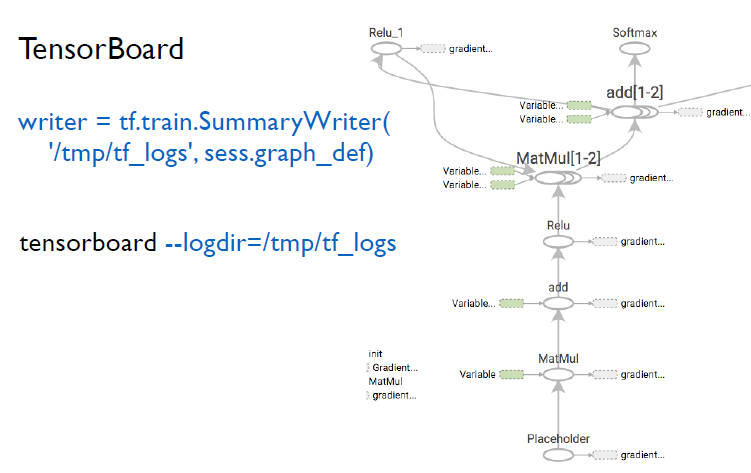 TensorBoard
writer = tf.train.SummaryWriter(
'/tmp/tf_logs', sess.graph_def)
tensorboard --logdir=/tmp/tf_logs
Relu_1
gradient...
Softmax
add[1-2]
Variable...
Variable...
gradient...
MatMul[1-2]
Variable...
Variable...
gradient...
Relu
gradient...
add
Variable...
gradient...
init
Gradient...
MatMul
gradient...
MatMul
Variable
gradient...
Placeholder
gradient...